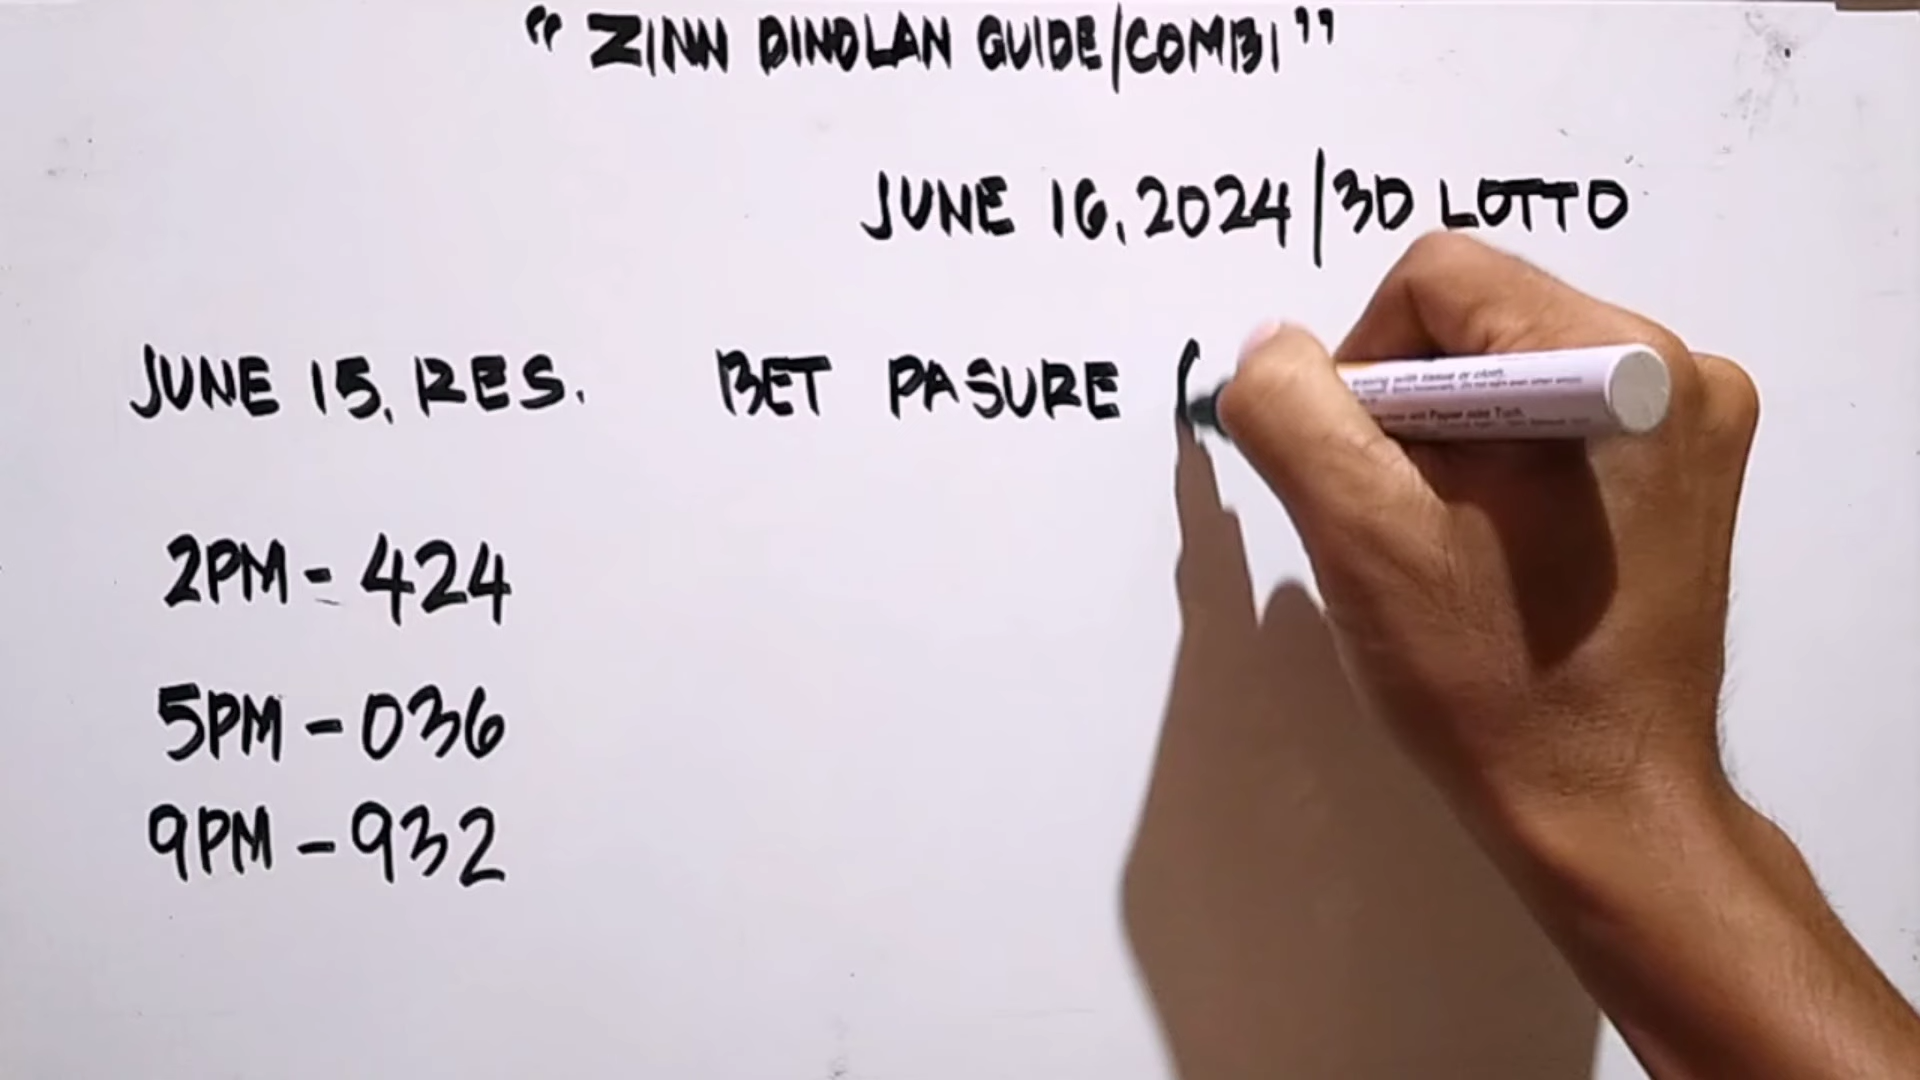 “ZINN DINOLAN GUIDE/COMBI”
JUNE 16, 2024/3D LOTTO
JUNE 15, RES. BET PASURE (
2PM - 424
5PM - 036
9PM - 932